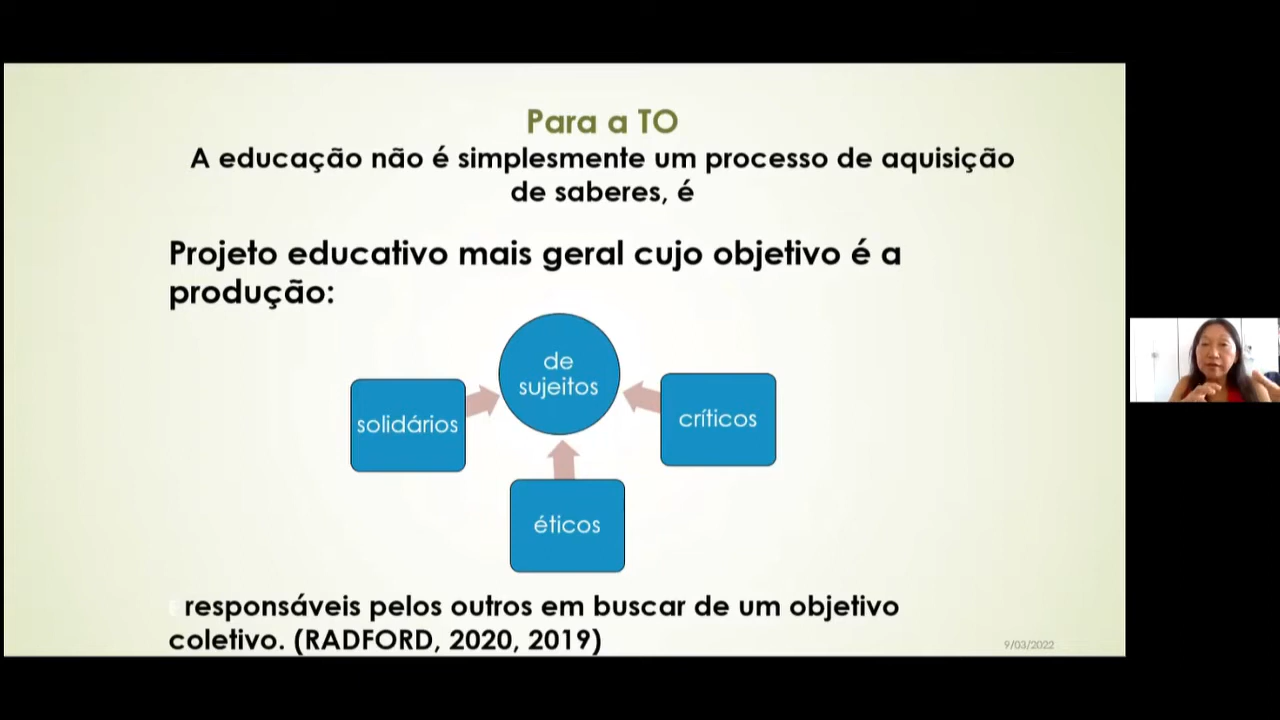 Para a TO
A educação não é simplesmente um processo de aquisição
de saberes, é
Projeto educativo mais geral cujo objetivo é a
produção:
de
sujeitos
solidários
críticos
éticos
E responsáveis pelos outros em buscar de um objetivo
coletivo. (RADFORD, 2020, 2019)
9/03/2022